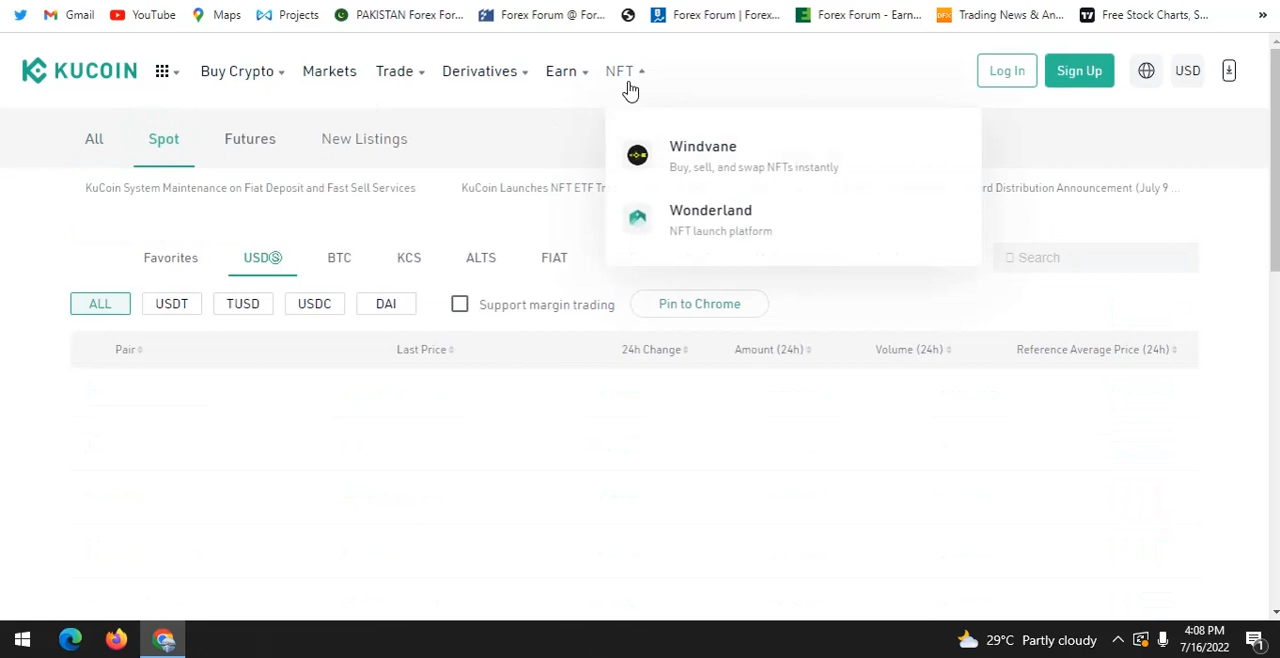 Gmail YouTube Maps Projects PAKISTAN Forex For... Forex Forum @ Fo... Forex Forum | Forex... Forex Forum - Earn... DFX Trading News & An... Free Stock Charts, S... »
KUCOIN Buy Crypto Markets Trade Derivatives Earn NFT Log In Sign Up USD
All Spot Futures New Listings
Windvane
Buy, sell, and swap NFTs instantly
KuCoin System Maintenance on Fiat Deposit and Fast Sell Services KuCoin Launches NFT ETF Tr rd Distribution Announcement (July 9 ...
Wonderland
NFT launch platform
Favorites USDⓈ BTC KCS ALTS FIAT Search
ALL USDT TUSD USDC DAI Support margin trading Pin to Chrome
Pair Last Price 24h Change Amount (24h) Volume (24h) Reference Average Price (24h)
29°C Partly cloudy 4:08 PM
7/16/2022 1